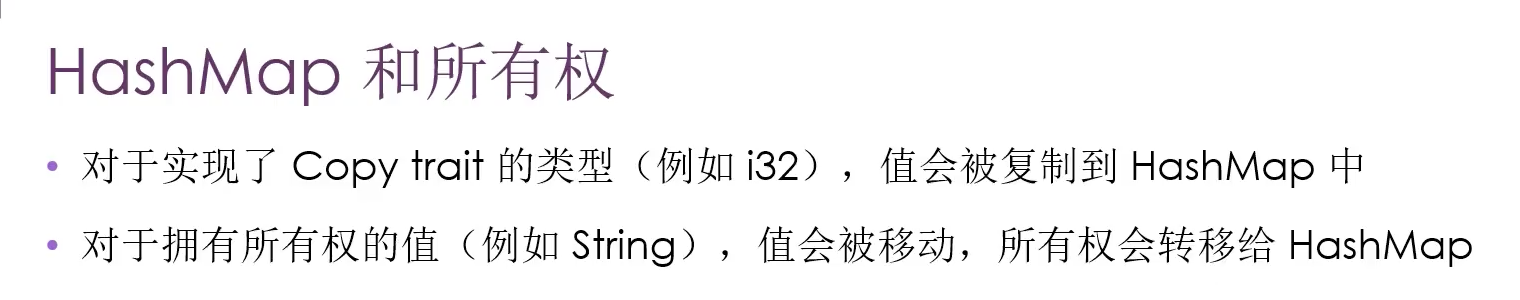 HashMap 和所有权
• 对于实现了 Copy trait 的类型（例如 i32），值会被复制到 HashMap 中
• 对于拥有所有权的值（例如 String），值会被移动，所有权会转移给 HashMap